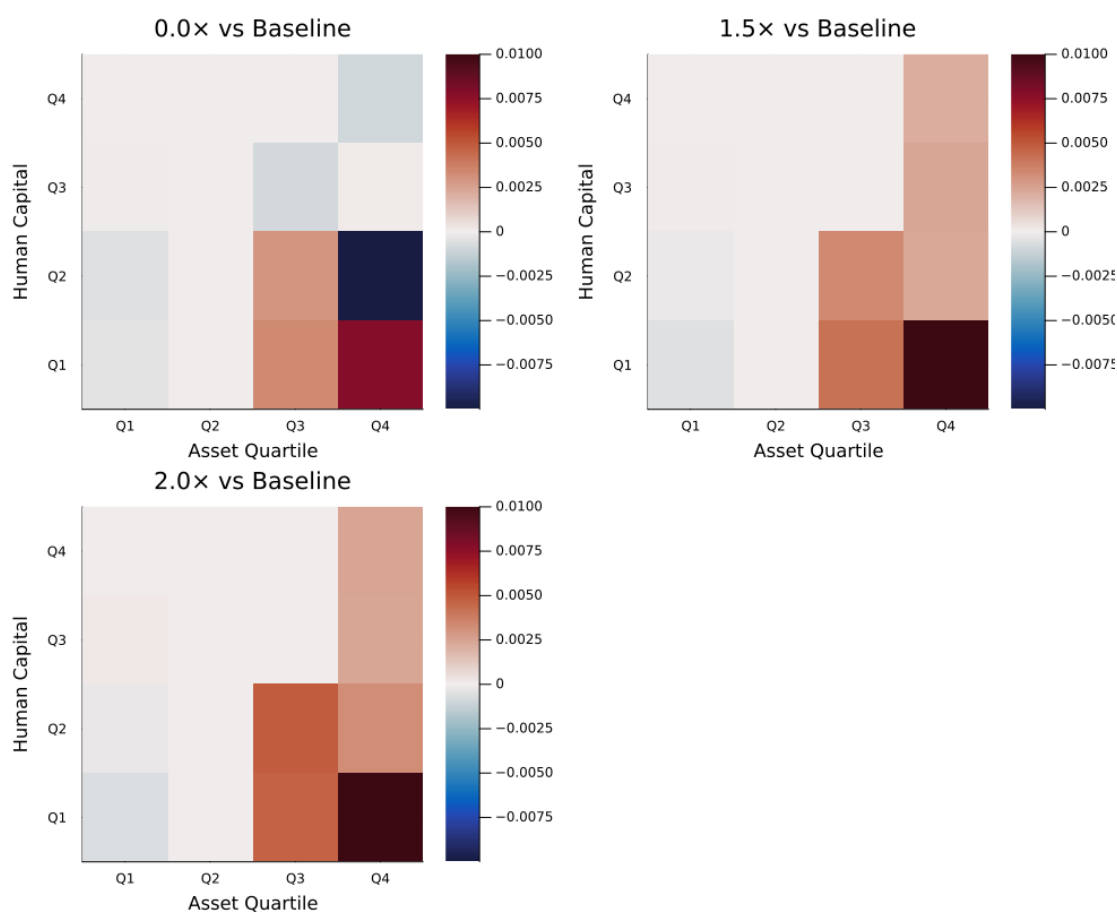 0.0× vs Baseline
Q4
Q3
Q2
Q1
Human Capital
Q1 Q2 Q3 Q4
Asset Quartile
0.0100
0.0075
0.0050
0.0025
0
−0.0025
−0.0050
−0.0075
1.5× vs Baseline
Q4
Q3
Q2
Q1
Human Capital
Q1 Q2 Q3 Q4
Asset Quartile
0.0100
0.0075
0.0050
0.0025
0
−0.0025
−0.0050
−0.0075
2.0× vs Baseline
Q4
Q3
Q2
Q1
Human Capital
Q1 Q2 Q3 Q4
Asset Quartile
0.0100
0.0075
0.0050
0.0025
0
−0.0025
−0.0050
−0.0075